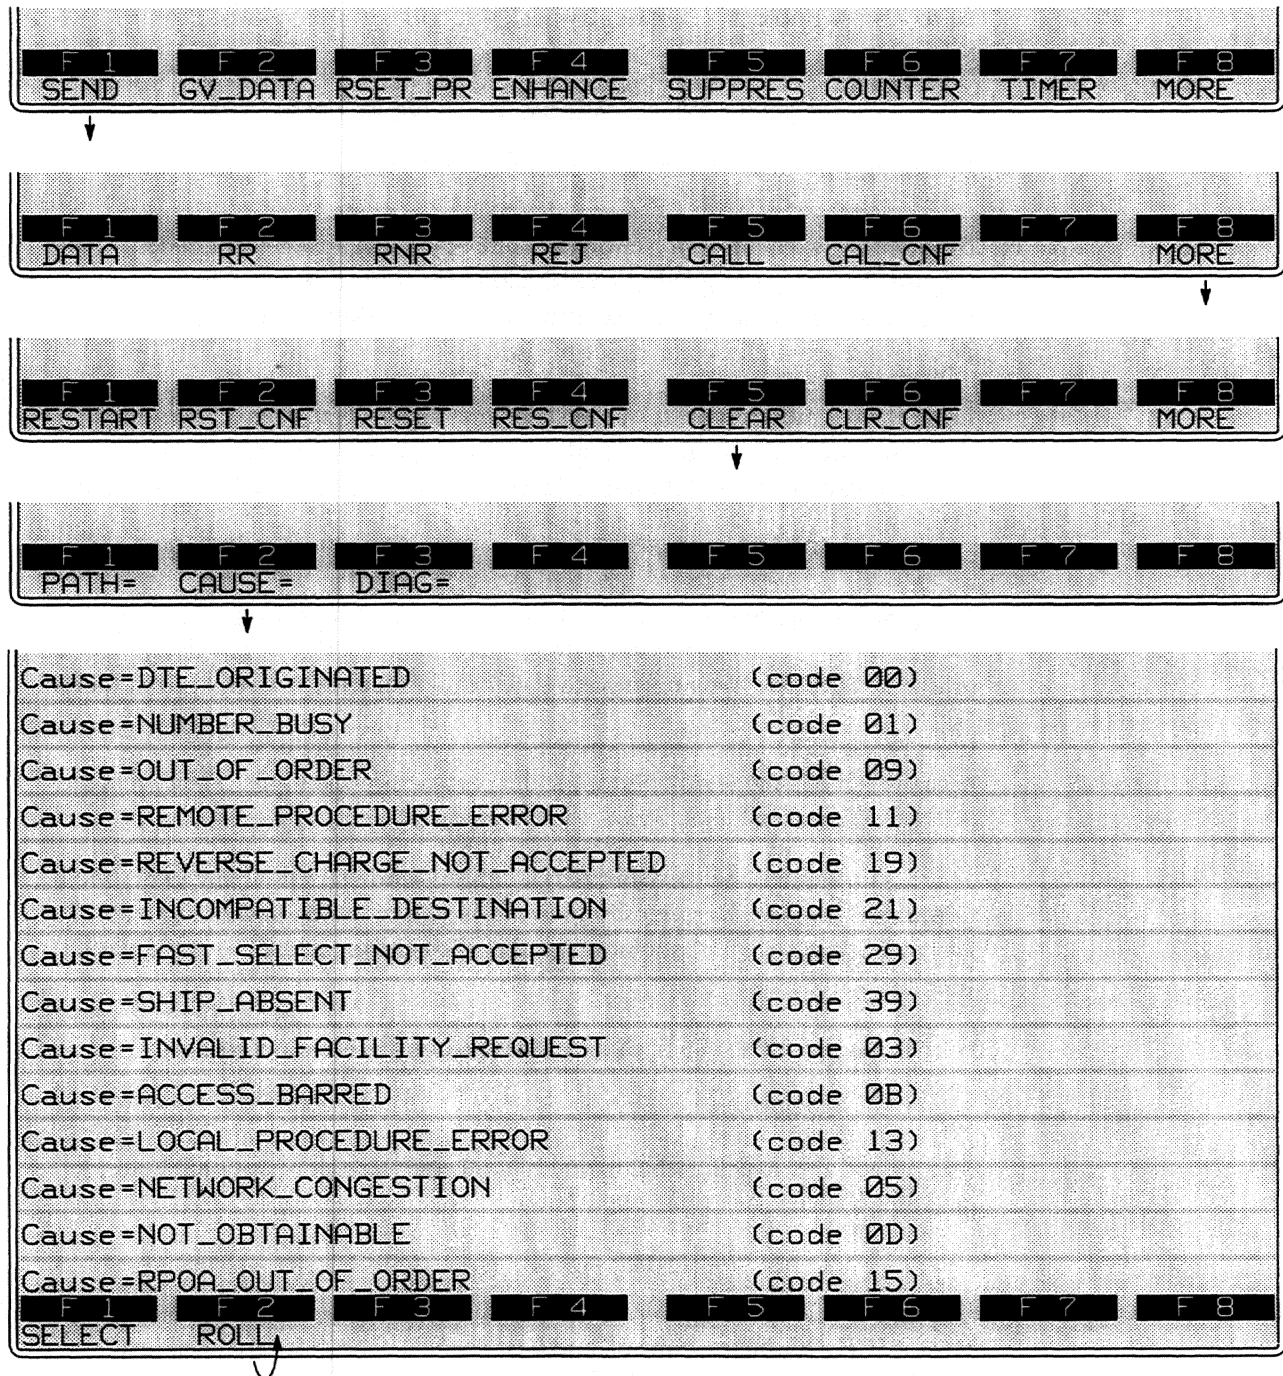 F 1 F 2 F 3 F 4 F 5 F 6 F 7 F 8
SEND GV_DATA RSET_PR ENHANCE SUPPRES COUNTER TIMER MORE
F 1 F 2 F 3 F 4 F 5 F 6 F 7 F 8
DATA RR RNR REJ CALL CAL_CNF MORE
F 1 F 2 F 3 F 4 F 5 F 6 F 7 F 8
RESTART RST_CNF RESET RES_CNF CLEAR CLR_CNF MORE
F 1 F 2 F 3 F 4 F 5 F 6 F 7 F 8
PATH= CAUSE= DIAG=
Cause=DTE_ORIGINATED (code 00)
Cause=NUMBER_BUSY (code 01)
Cause=OUT_OF_ORDER (code 09)
Cause=REMOTE_PROCEDURE_ERROR (code 11)
Cause=REVERSE_CHARGE_NOT_ACCEPTED (code 19)
Cause=INCOMPATIBLE_DESTINATION (code 21)
Cause=FAST_SELECT_NOT_ACCEPTED (code 29)
Cause=SHIP_ABSENT (code 39)
Cause=INVALID_FACILITY_REQUEST (code 03)
Cause=ACCESS_BARRED (code 0B)
Cause=LOCAL_PROCEDURE_ERROR (code 13)
Cause=NETWORK_CONGESTION (code 05)
Cause=NOT_OBTAINABLE (code 0D)
Cause=RPOA_OUT_OF_ORDER (code 15)
F 1 F 2 F 3 F 4 F 5 F 6 F 7 F 8
SELECT ROLL